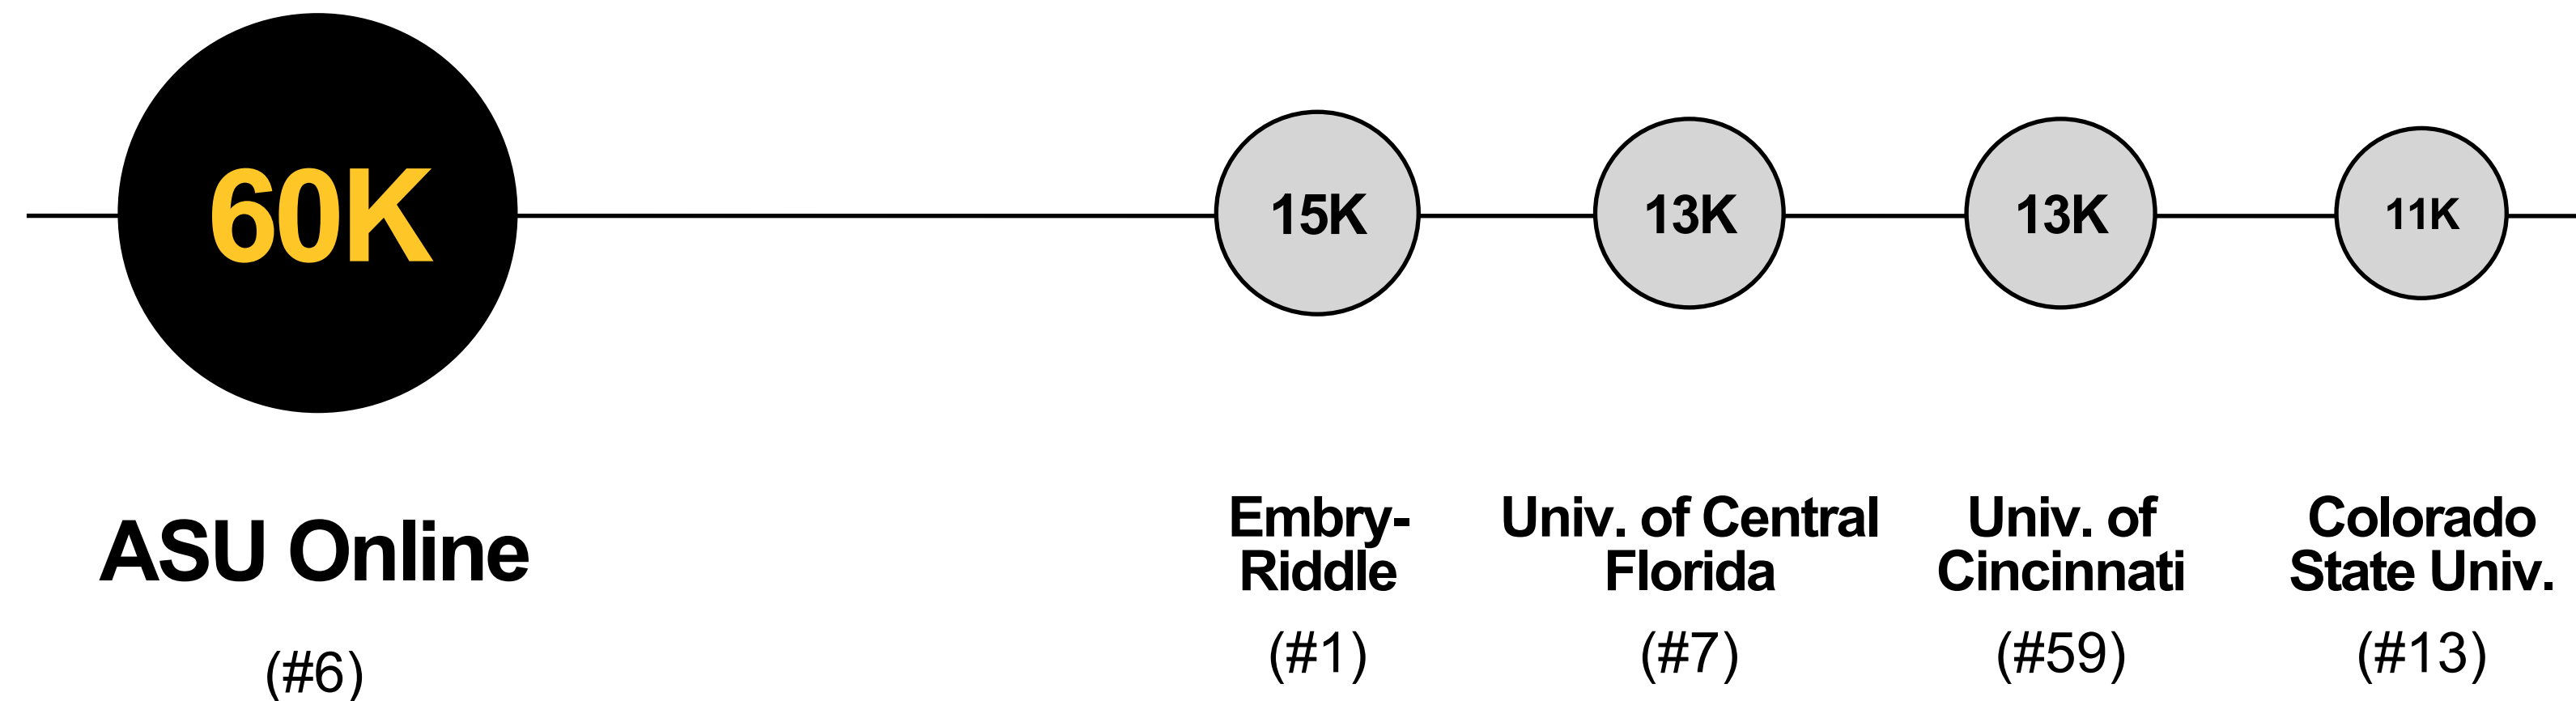 60K
15K
13K
13K
11K
ASU Online
(#6)
Embry-
Riddle
(#1)
Univ. of Central
Florida
(#7)
Univ. of
Cincinnati
(#59)
Colorado
State Univ.
(#13)